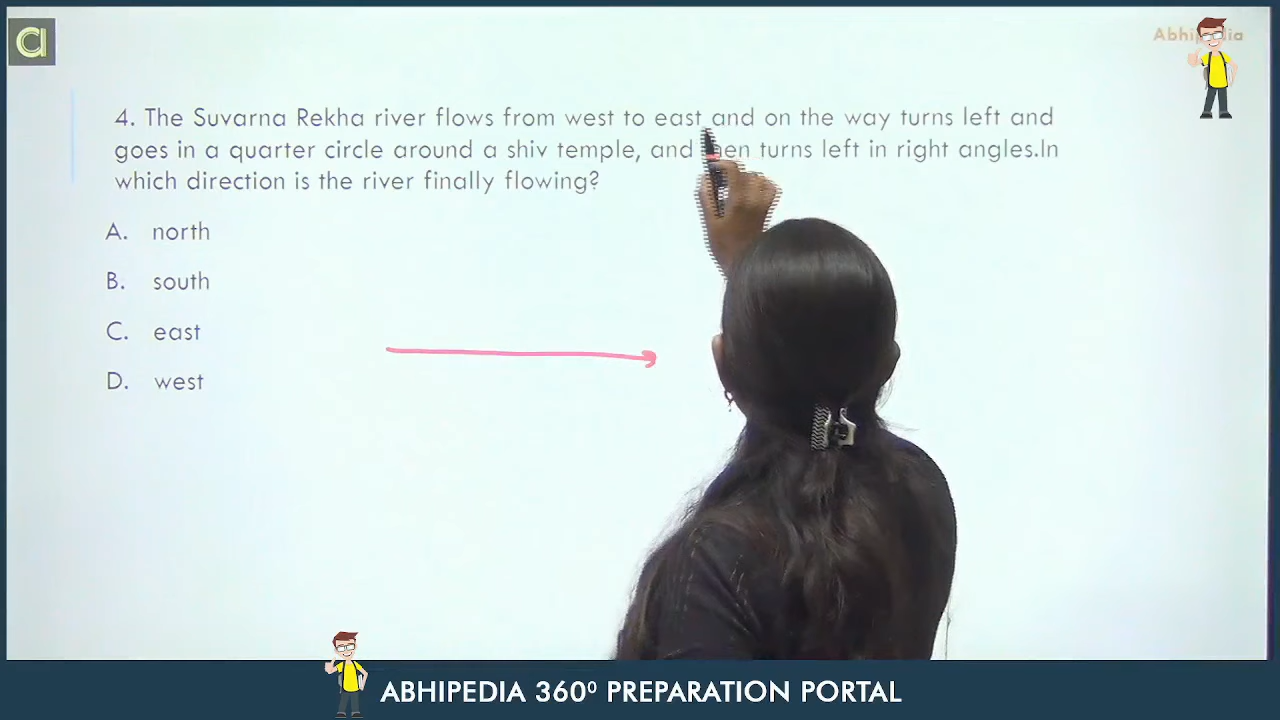 Abhipedia
4. The Suvarna Rekha river flows from west to east and on the way turns left and
goes in a quarter circle around a shiv temple, and then turns left in right angles.In
which direction is the river finally flowing?
A. north
B. south
C. east
D. west
ABHIPEDIA 360⁰ PREPARATION PORTAL